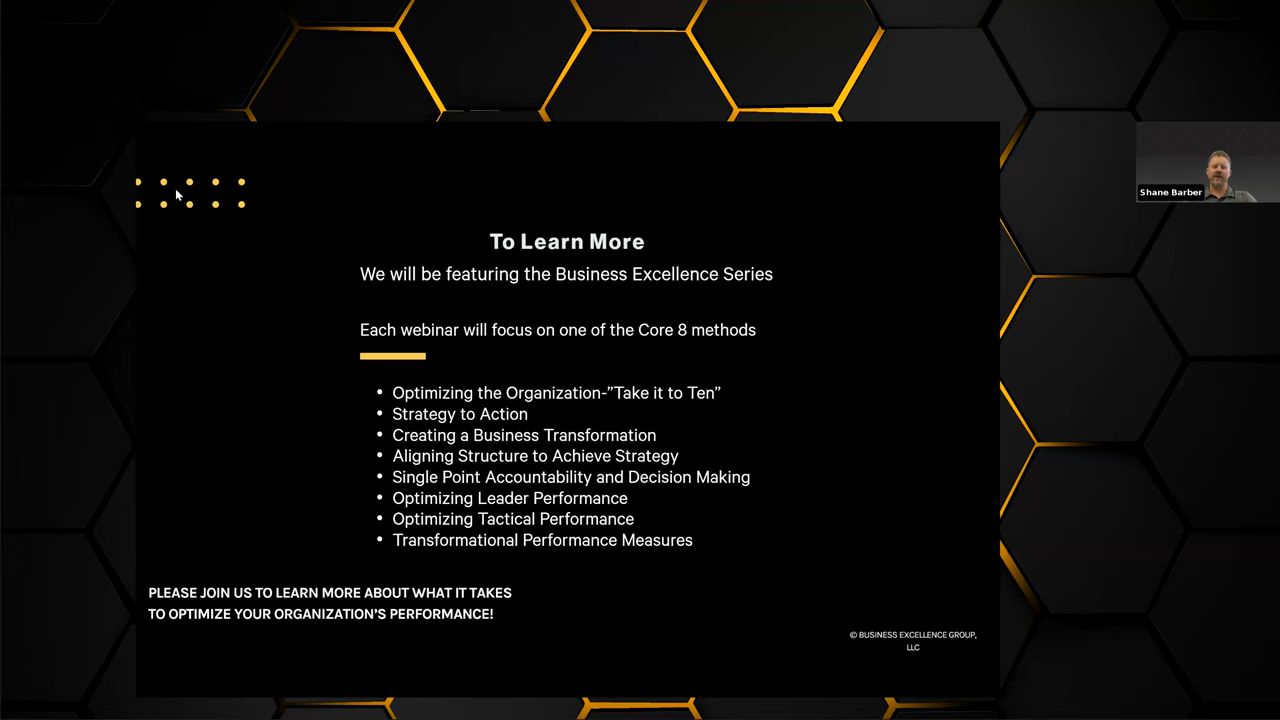 To Learn More
We will be featuring the Business Excellence Series
Each webinar will focus on one of the Core 8 methods
• Optimizing the Organization-”Take it to Ten”
• Strategy to Action
• Creating a Business Transformation
• Aligning Structure to Achieve Strategy
• Single Point Accountability and Decision Making
• Optimizing Leader Performance
• Optimizing Tactical Performance
• Transformational Performance Measures
PLEASE JOIN US TO LEARN MORE ABOUT WHAT IT TAKES
TO OPTIMIZE YOUR ORGANIZATION’S PERFORMANCE!
© BUSINESS EXCELLENCE GROUP,
LLC
Shane Barber